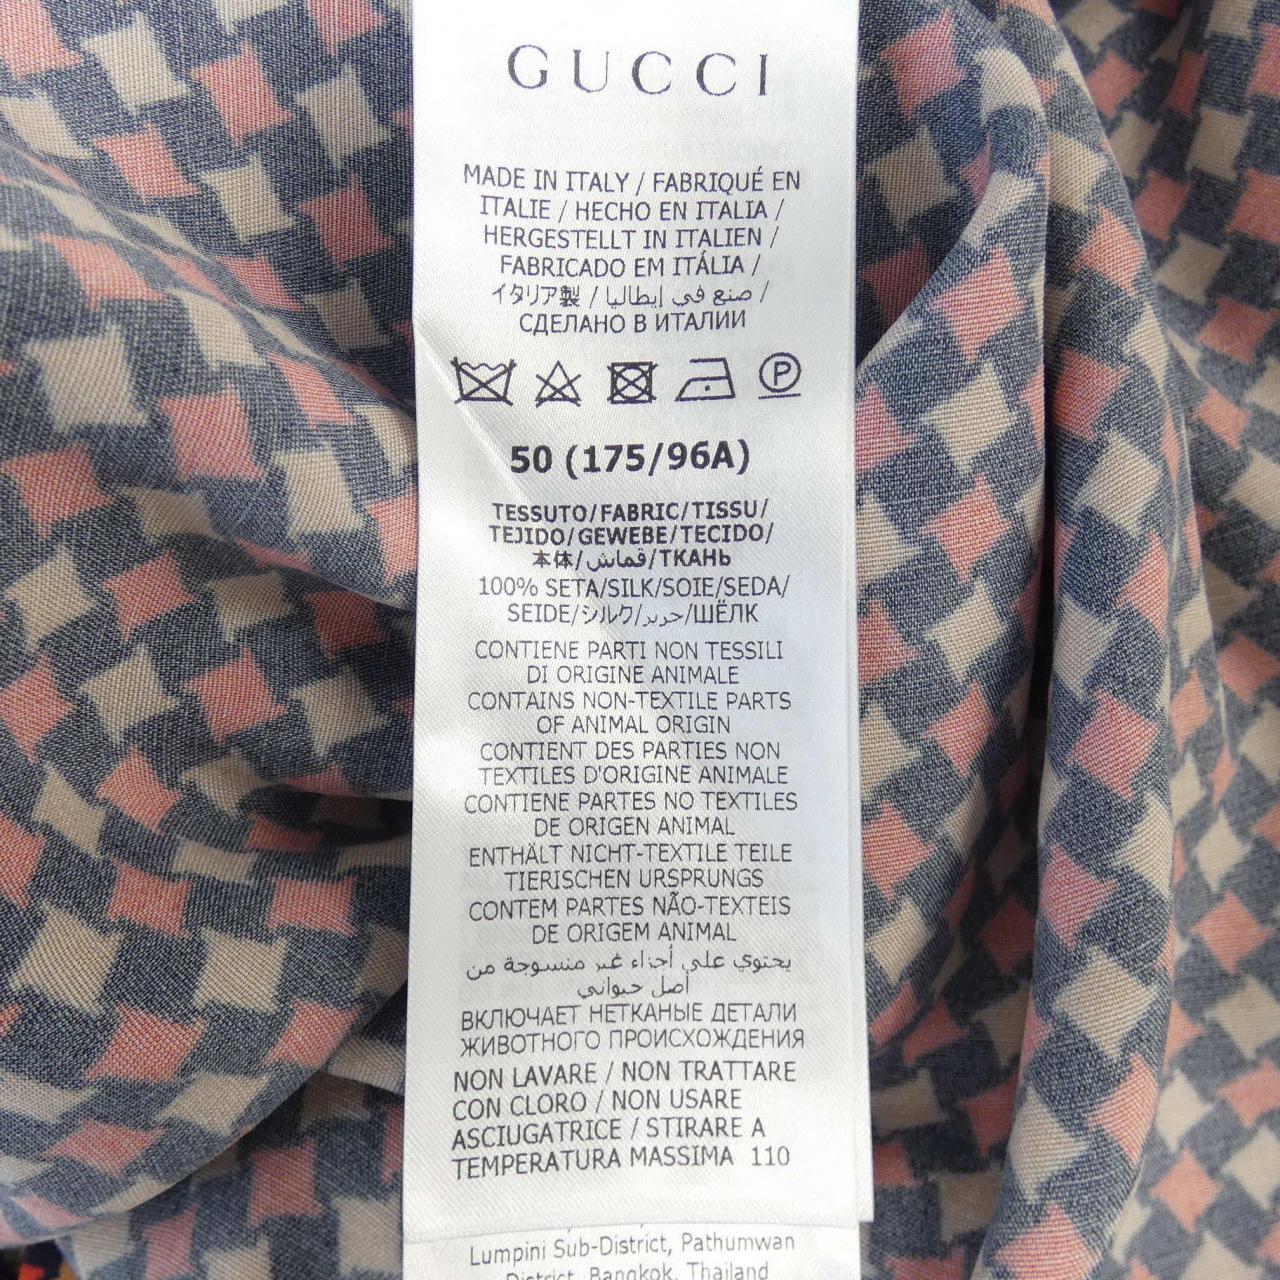 GUCCI
MADE IN ITALY / FABRIQUÉ EN
ITALIE / HECHO EN ITALIA /
HERGESTELLT IN ITALIEN /
FABRICADO EM ITÁLIA /
イタリア製 / صنع في إيطاليا /
СДЕЛАНО В ИТАЛИИ
P
50 (175/96A)
TESSUTO/FABRIC/TISSU/
TEJIDO/GEWEBE/TECIDO/
本体/قماش/ТКАНЬ
100% SETA/SILK/SOIE/SEDA/
SEIDE/シルク/حرير/ШЁЛК
CONTIENE PARTI NON TESSILI
DI ORIGINE ANIMALE
CONTAINS NON-TEXTILE PARTS
OF ANIMAL ORIGIN
CONTIENT DES PARTIES NON
TEXTILES D'ORIGINE ANIMALE
CONTIENE PARTES NO TEXTILES
DE ORIGEN ANIMAL
ENTHÄLT NICHT-TEXTILE TEILE
TIERISCHEN URSPRUNGS
CONTEM PARTES NÃO-TEXTEIS
DE ORIGEM ANIMAL
يحتوي على أجزاء غير منسوجة من
أصل حيواني
ВКЛЮЧАЕТ НЕТКАНЫЕ ДЕТАЛИ
ЖИВОТНОГО ПРОИСХОЖДЕНИЯ
NON LAVARE / NON TRATTARE
CON CLORO / NON USARE
ASCIUGATRICE / STIRARE A
TEMPERATURA MASSIMA 110
Lumpini Sub-District, Pathumwan
District, Bangkok, Thailand